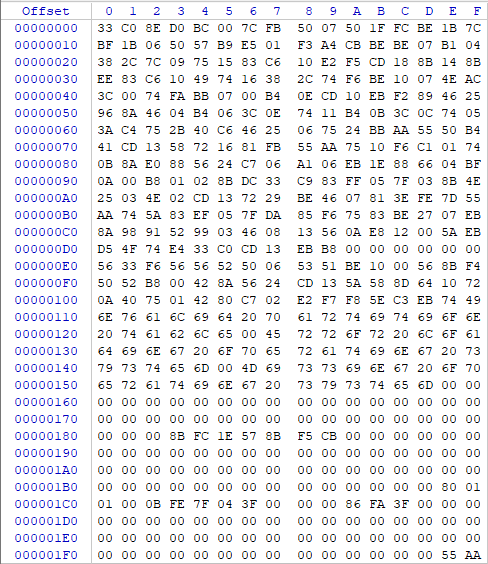 Offset 0 1 2 3 4 5 6 7 8 9 A B C D E F
00000000 33 C0 8E D0 BC 00 7C FB 50 07 50 1F FC BE 1B 7C
00000010 BF 1B 06 50 57 B9 E5 01 F3 A4 CB BE BE 07 B1 04
00000020 38 2C 7C 09 75 15 83 C6 10 E2 F5 CD 18 8B 14 8B
00000030 EE 83 C6 10 49 74 16 38 2C 74 F6 BE 10 07 4E AC
00000040 3C 00 74 FA BB 07 00 B4 0E CD 10 EB F2 89 46 25
00000050 96 8A 46 04 B4 06 3C 0E 74 11 B4 0B 3C 0C 74 05
00000060 3A C4 75 2B 40 C6 46 25 06 75 24 BB AA 55 50 B4
00000070 41 CD 13 58 72 16 81 FB 55 AA 75 10 F6 C1 01 74
00000080 0B 8A E0 88 56 24 C7 06 A1 06 EB 1E 88 66 04 BF
00000090 0A 00 B8 01 02 8B DC 33 C9 83 FF 05 7F 03 8B 4E
000000A0 25 03 4E 02 CD 13 72 29 BE 46 07 81 3E FE 7D 55
000000B0 AA 74 5A 83 EF 05 7F DA 85 F6 75 83 BE 27 07 EB
000000C0 8A 98 91 52 99 03 46 08 13 56 0A E8 12 00 5A EB
000000D0 D5 4F 74 E4 33 C0 CD 13 EB B8 00 00 00 00 00 00
000000E0 56 33 F6 56 56 52 50 06 53 51 BE 10 00 56 8B F4
000000F0 50 52 B8 00 42 8A 56 24 CD 13 5A 58 8D 64 10 72
00000100 0A 40 75 01 42 80 C7 02 E2 F7 F8 5E C3 EB 74 49
00000110 6E 76 61 6C 69 64 20 70 61 72 74 69 74 69 6F 6E
00000120 20 74 61 62 6C 65 00 45 72 72 6F 72 20 6C 6F 61
00000130 64 69 6E 67 20 6F 70 65 72 61 74 69 6E 67 20 73
00000140 79 73 74 65 6D 00 4D 69 73 73 69 6E 67 20 6F 70
00000150 65 72 61 74 69 6E 67 20 73 79 73 74 65 6D 00 00
00000160 00 00 00 00 00 00 00 00 00 00 00 00 00 00 00 00
00000170 00 00 00 00 00 00 00 00 00 00 00 00 00 00 00 00
00000180 00 00 00 8B FC 1E 57 8B F5 CB 00 00 00 00 00 00
00000190 00 00 00 00 00 00 00 00 00 00 00 00 00 00 00 00
000001A0 00 00 00 00 00 00 00 00 00 00 00 00 00 00 00 00
000001B0 00 00 00 00 00 00 00 00 00 00 00 00 00 00 80 01
000001C0 01 00 0B FE 7F 04 3F 00 00 00 86 FA 3F 00 00 00
000001D0 00 00 00 00 00 00 00 00 00 00 00 00 00 00 00 00
000001E0 00 00 00 00 00 00 00 00 00 00 00 00 00 00 00 00
000001F0 00 00 00 00 00 00 00 00 00 00 00 00 00 00 55 AA